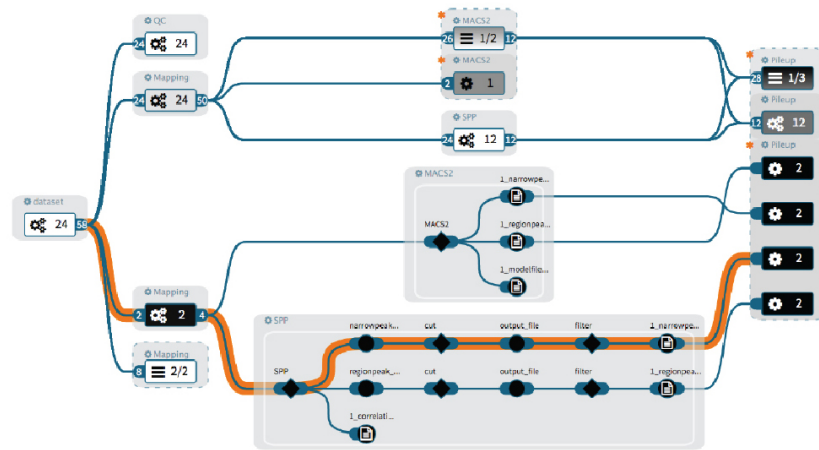 QC
24 24
Mapping
24 24 50
dataset
24 58
Mapping
2 2 4
Mapping
8 2/2
MACS2
26 1/2 12
MACS2
2 1
SPP
24 12 12
MACS2
MACS2
1_narrowpe...
1_regionpea...
1_modelfile...
SPP
SPP
narrowpeak... cut output_file filter 1_narrowpe...
regionpeak_... cut output_file filter 1_regionpea...
1_correlati...
Pileup
28 1/3
Pileup
12 12
Pileup
2
2
2
2